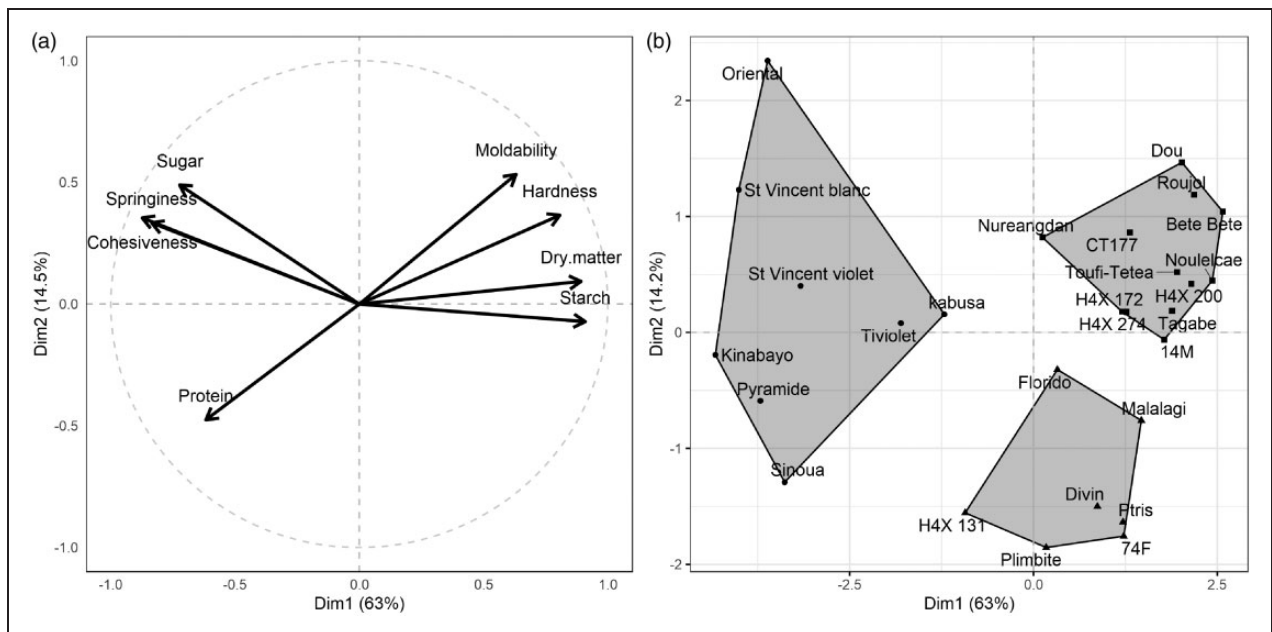 (a)
1.0
0.5
0.0
-0.5
-1.0
Dim2 (14.5%)
Sugar
Springiness
Cohesiveness
Protein
Moldability
Hardness
Dry.matter
Starch
-1.0 -0.5 0.0 0.5 1.0
Dim1 (63%)
(b)
2
1
0
-1
-2
Dim2 (14.2%)
Oriental
St Vincent blanc
St Vincent violet
kabusa
Tiviolet
Kinabayo
Pyramide
Sinoua
Dou
Roujol
Bete Bete
Nureangdan
CT177
Noulelcae
Toufi-Tetea
H4X 172
H4X 200
H4X 274
Tagabe
14M
Florido
Malalagi
Divin
Ptris
H4X 131
74F
Plimbite
-2.5 0.0 2.5
Dim1 (63%)